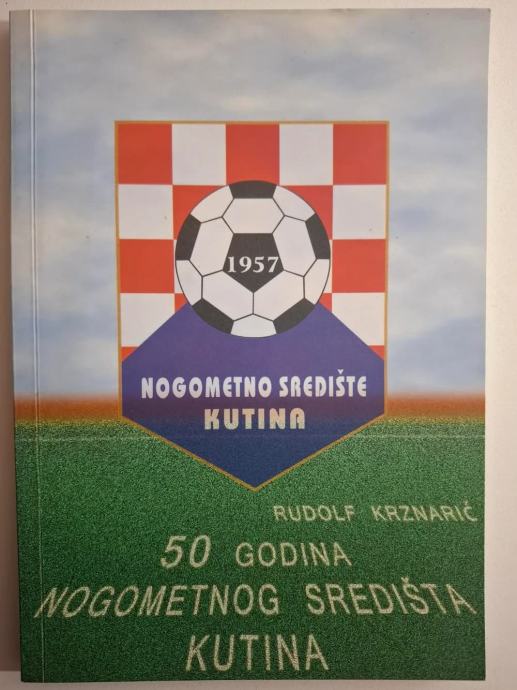 1957
NOGOMETNO SREDIŠTE
KUTINA
RUDOLF KRZNARIĆ
50 GODINA
NOGOMETNOG SREDIŠTA
KUTINA